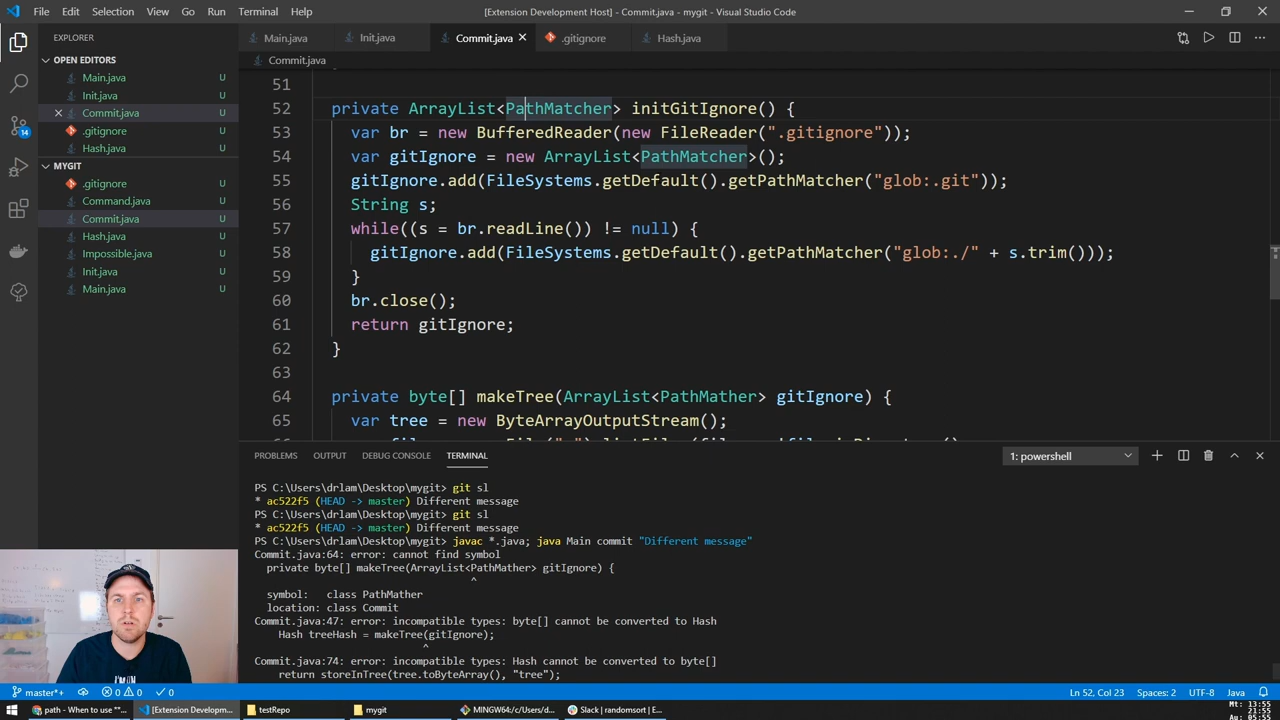 File Edit Selection View Go Run Terminal Help
[Extension Development Host] - Commit.java - mygit - Visual Studio Code
EXPLORER
Main.java
Init.java
Commit.java
.gitignore
Hash.java
Commit.java
OPEN EDITORS
Main.java U
Init.java U
Commit.java U
.gitignore U
Hash.java U
MYGIT
.gitignore U
Command.java U
Commit.java U
Hash.java U
Impossible.java U
Init.java U
Main.java U
14
51
52 private ArrayList<PathMatcher> initGitIgnore() {
53 var br = new BufferedReader(new FileReader(".gitignore"));
54 var gitIgnore = new ArrayList<PathMatcher>();
55 gitIgnore.add(FileSystems.getDefault().getPathMatcher("glob:.git"));
56 String s;
57 while((s = br.readLine()) != null) {
58 gitIgnore.add(FileSystems.getDefault().getPathMatcher("glob:./" + s.trim()));
59 }
60 br.close();
61 return gitIgnore;
62 }
63
64 private byte[] makeTree(ArrayList<PathMather> gitIgnore) {
65 var tree = new ByteArrayOutputStream();
PROBLEMS OUTPUT DEBUG CONSOLE TERMINAL
1: powershell
PS C:\Users\drlam\Desktop\mygit> git sl
* ac522f5 (HEAD -> master) Different message
PS C:\Users\drlam\Desktop\mygit> git sl
* ac522f5 (HEAD -> master) Different message
PS C:\Users\drlam\Desktop\mygit> javac *.java; java Main commit "Different message"
Commit.java:64: error: cannot find symbol
private byte[] makeTree(ArrayList<PathMather> gitIgnore) {
^
symbol: class PathMather
location: class Commit
Commit.java:47: error: incompatible types: byte[] cannot be converted to Hash
Hash treeHash = makeTree(gitIgnore);
^
Commit.java:74: error: incompatible types: Hash cannot be converted to byte[]
return storeInTree(tree.toByteArray(), "tree");
master*+ 0 0 0
Ln 52, Col 23 Spaces: 2 UTF-8 Java
path - When to use "... [Extension Developm... testRepo mygit MINGW64:/c/Users/d... Slack | randomsort | E...
Mt: 13:55
21:55